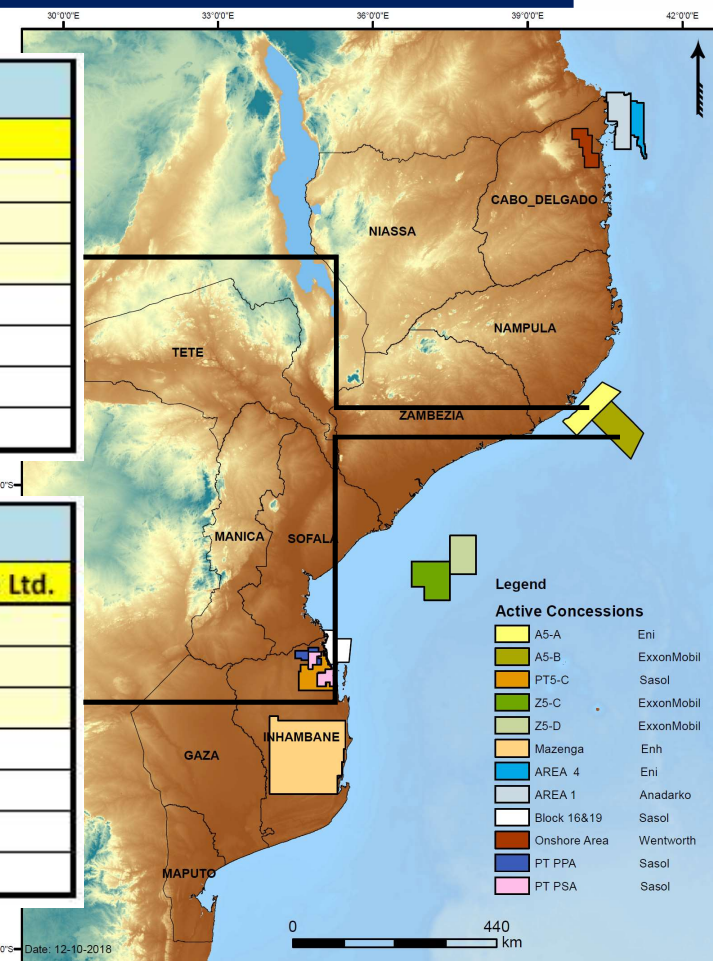 30°0'0"E 33°0'0"E 36°0'0"E 39°0'0"E 42°0'0"E
CABO_DELGADO
NIASSA
NAMPULA
TETE
ZAMBEZIA
0"S
MANICA SOFALA
Ltd.
Legend
Active Concessions
A5-A Eni
A5-B ExxonMobil
PT5-C Sasol
Z5-C ExxonMobil
Z5-D ExxonMobil
Mazenga Enh
AREA 4 Eni
AREA 1 Anadarko
Block 16&19 Sasol
Onshore Area Wentworth
PT PPA Sasol
PT PSA Sasol
INHAMBANE
GAZA
MAPUTO
0 440
km
0"S Date: 12-10-2018